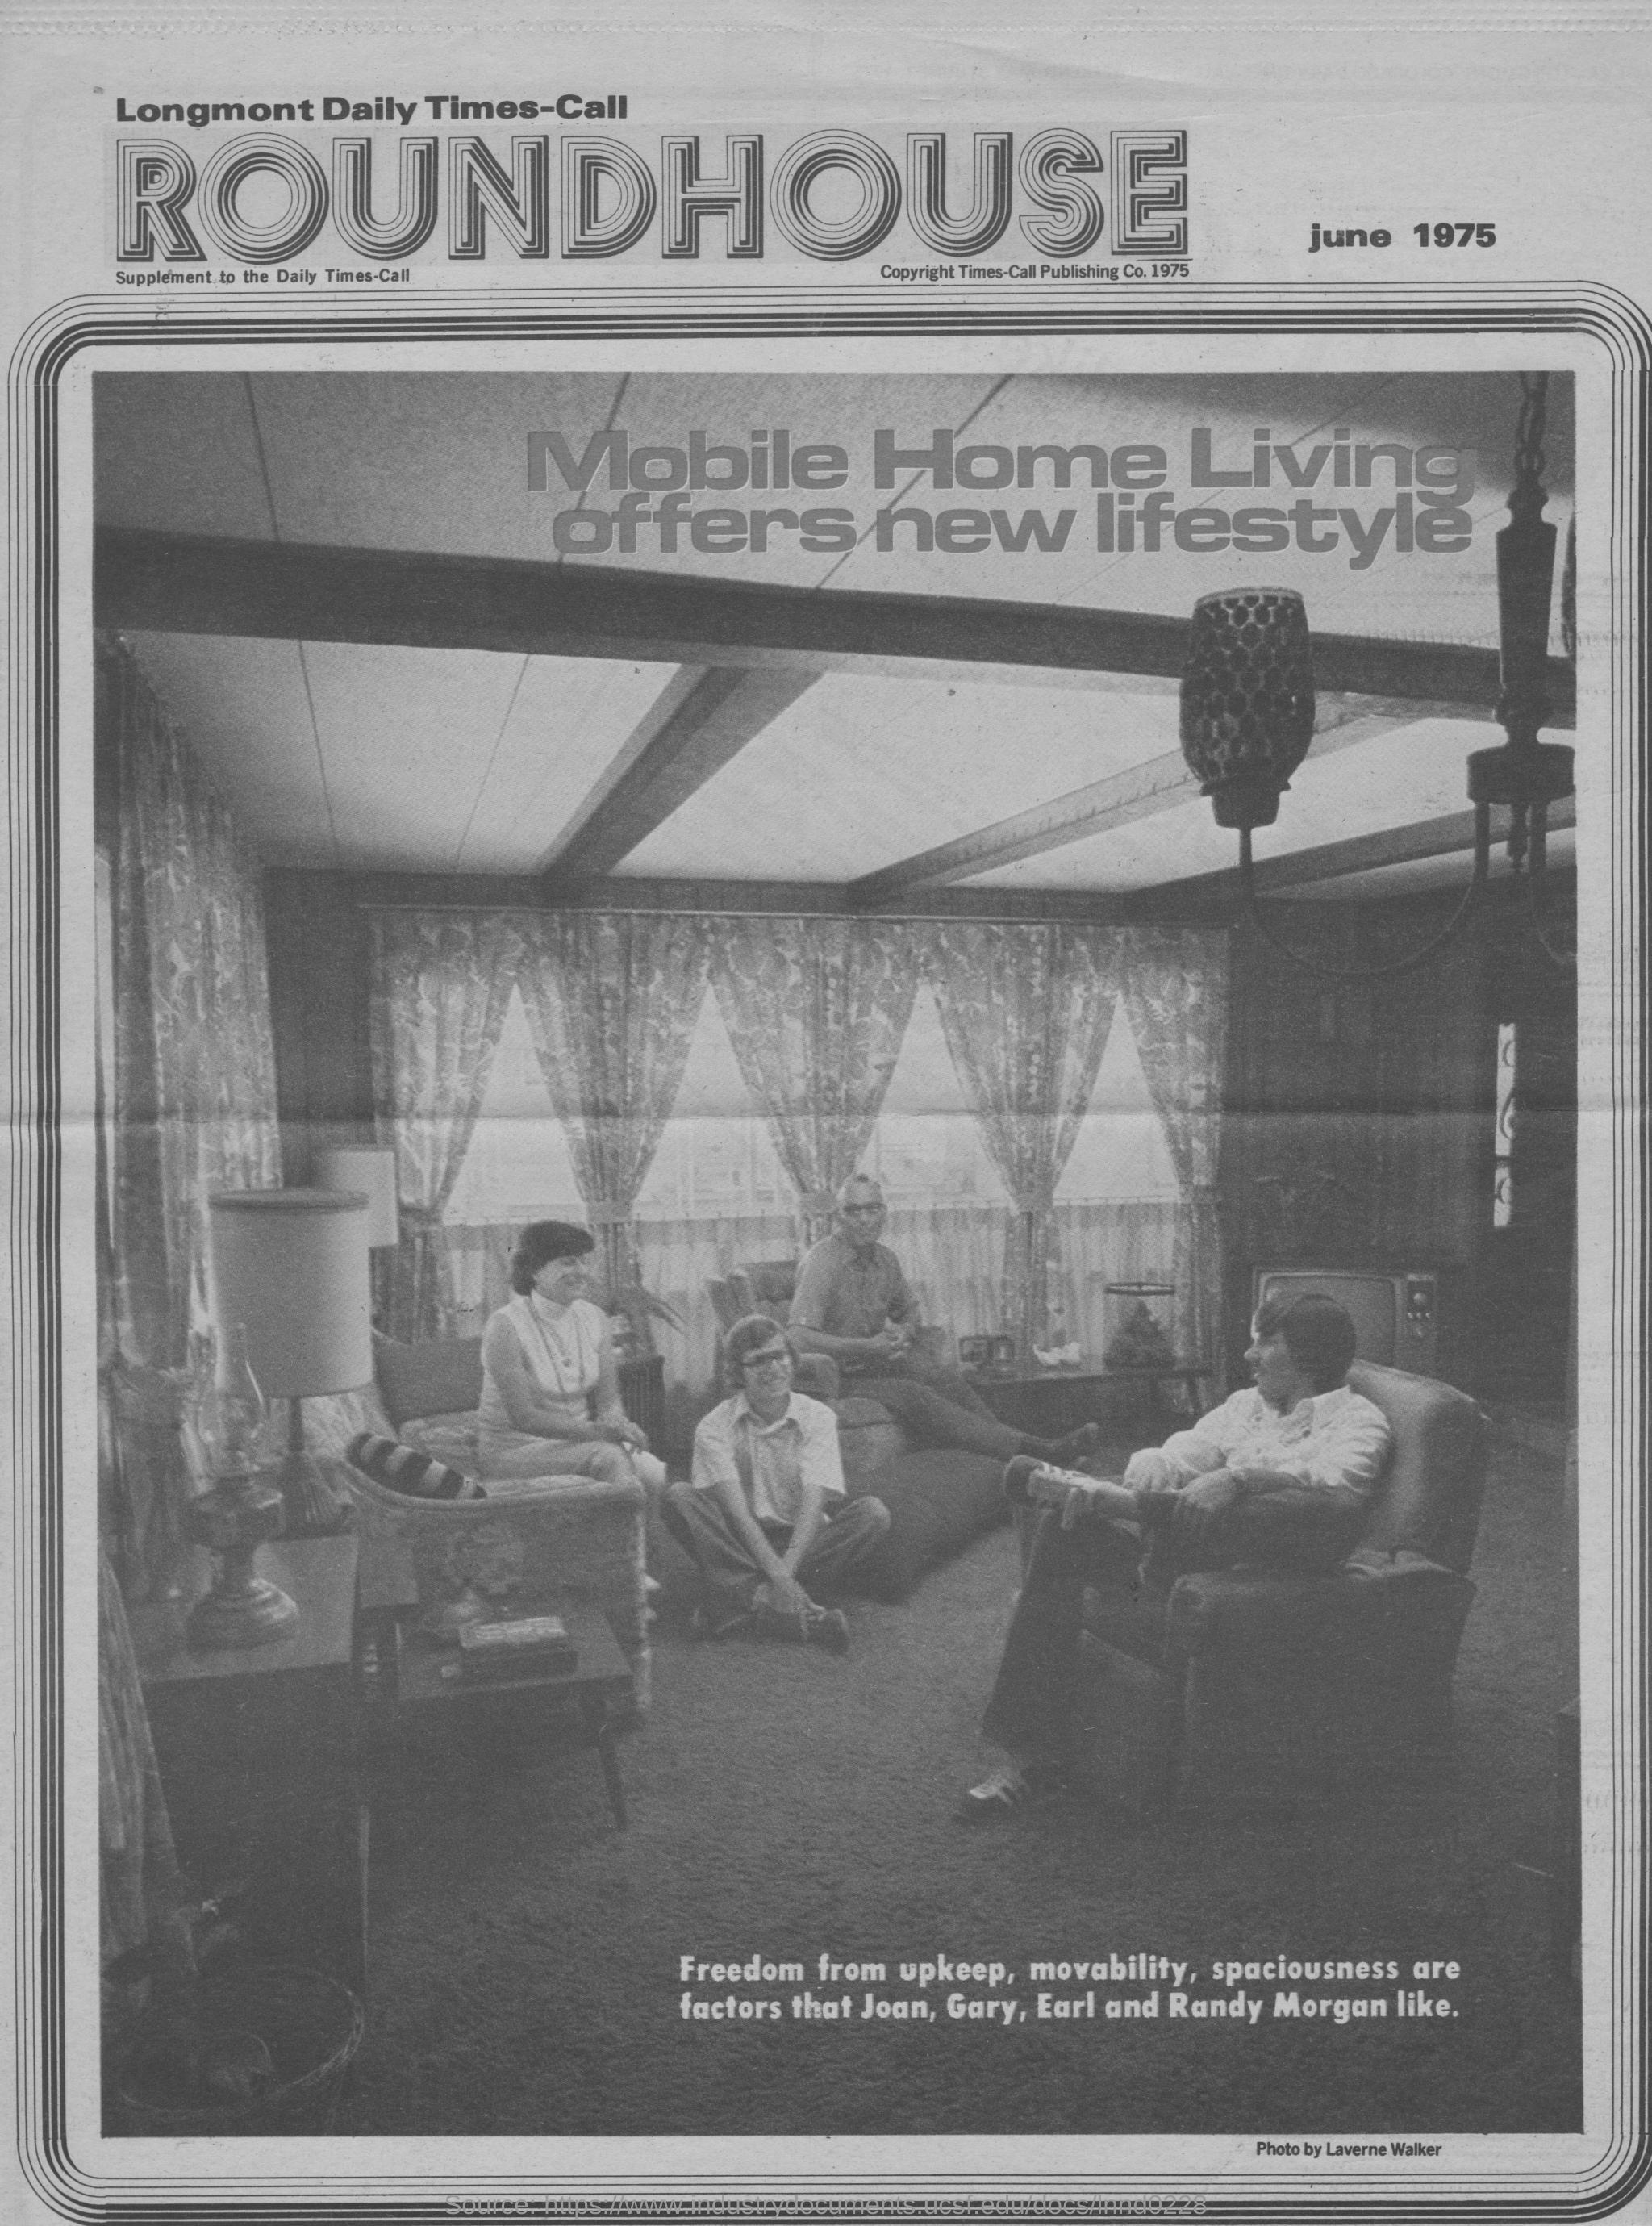 Longmont Daily Times-Call
ROUNDHOUSE
june 1975
Supplement to the Daily Times-Call
Copyright Times-Call Publishing Co. 1975
Mobile Home Living
offers new lifestyle
Freedom from upkeep, movability, spaciousness are
factors that Joan, Gary, Earl and Randy Morgan like.
Photo by Laverne Walker
Source: https://www.industrydocuments.ucsf.edu/docs/lnnd0228